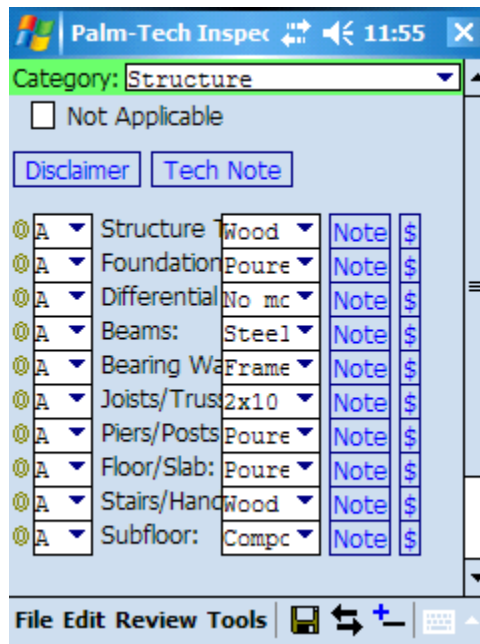 Palm-Tech Inspec 11:55
Category: Structure
Not Applicable
Disclaimer Tech Note
A Structure T Wood Note $
A Foundation Poure Note $
A Differential No mo Note $
A Beams: Steel Note $
A Bearing Wa Frame Note $
A Joists/Truss 2x10 Note $
A Piers/Posts Poure Note $
A Floor/Slab: Poure Note $
A Stairs/Hand Wood Note $
A Subfloor: Compo Note $
File Edit Review Tools